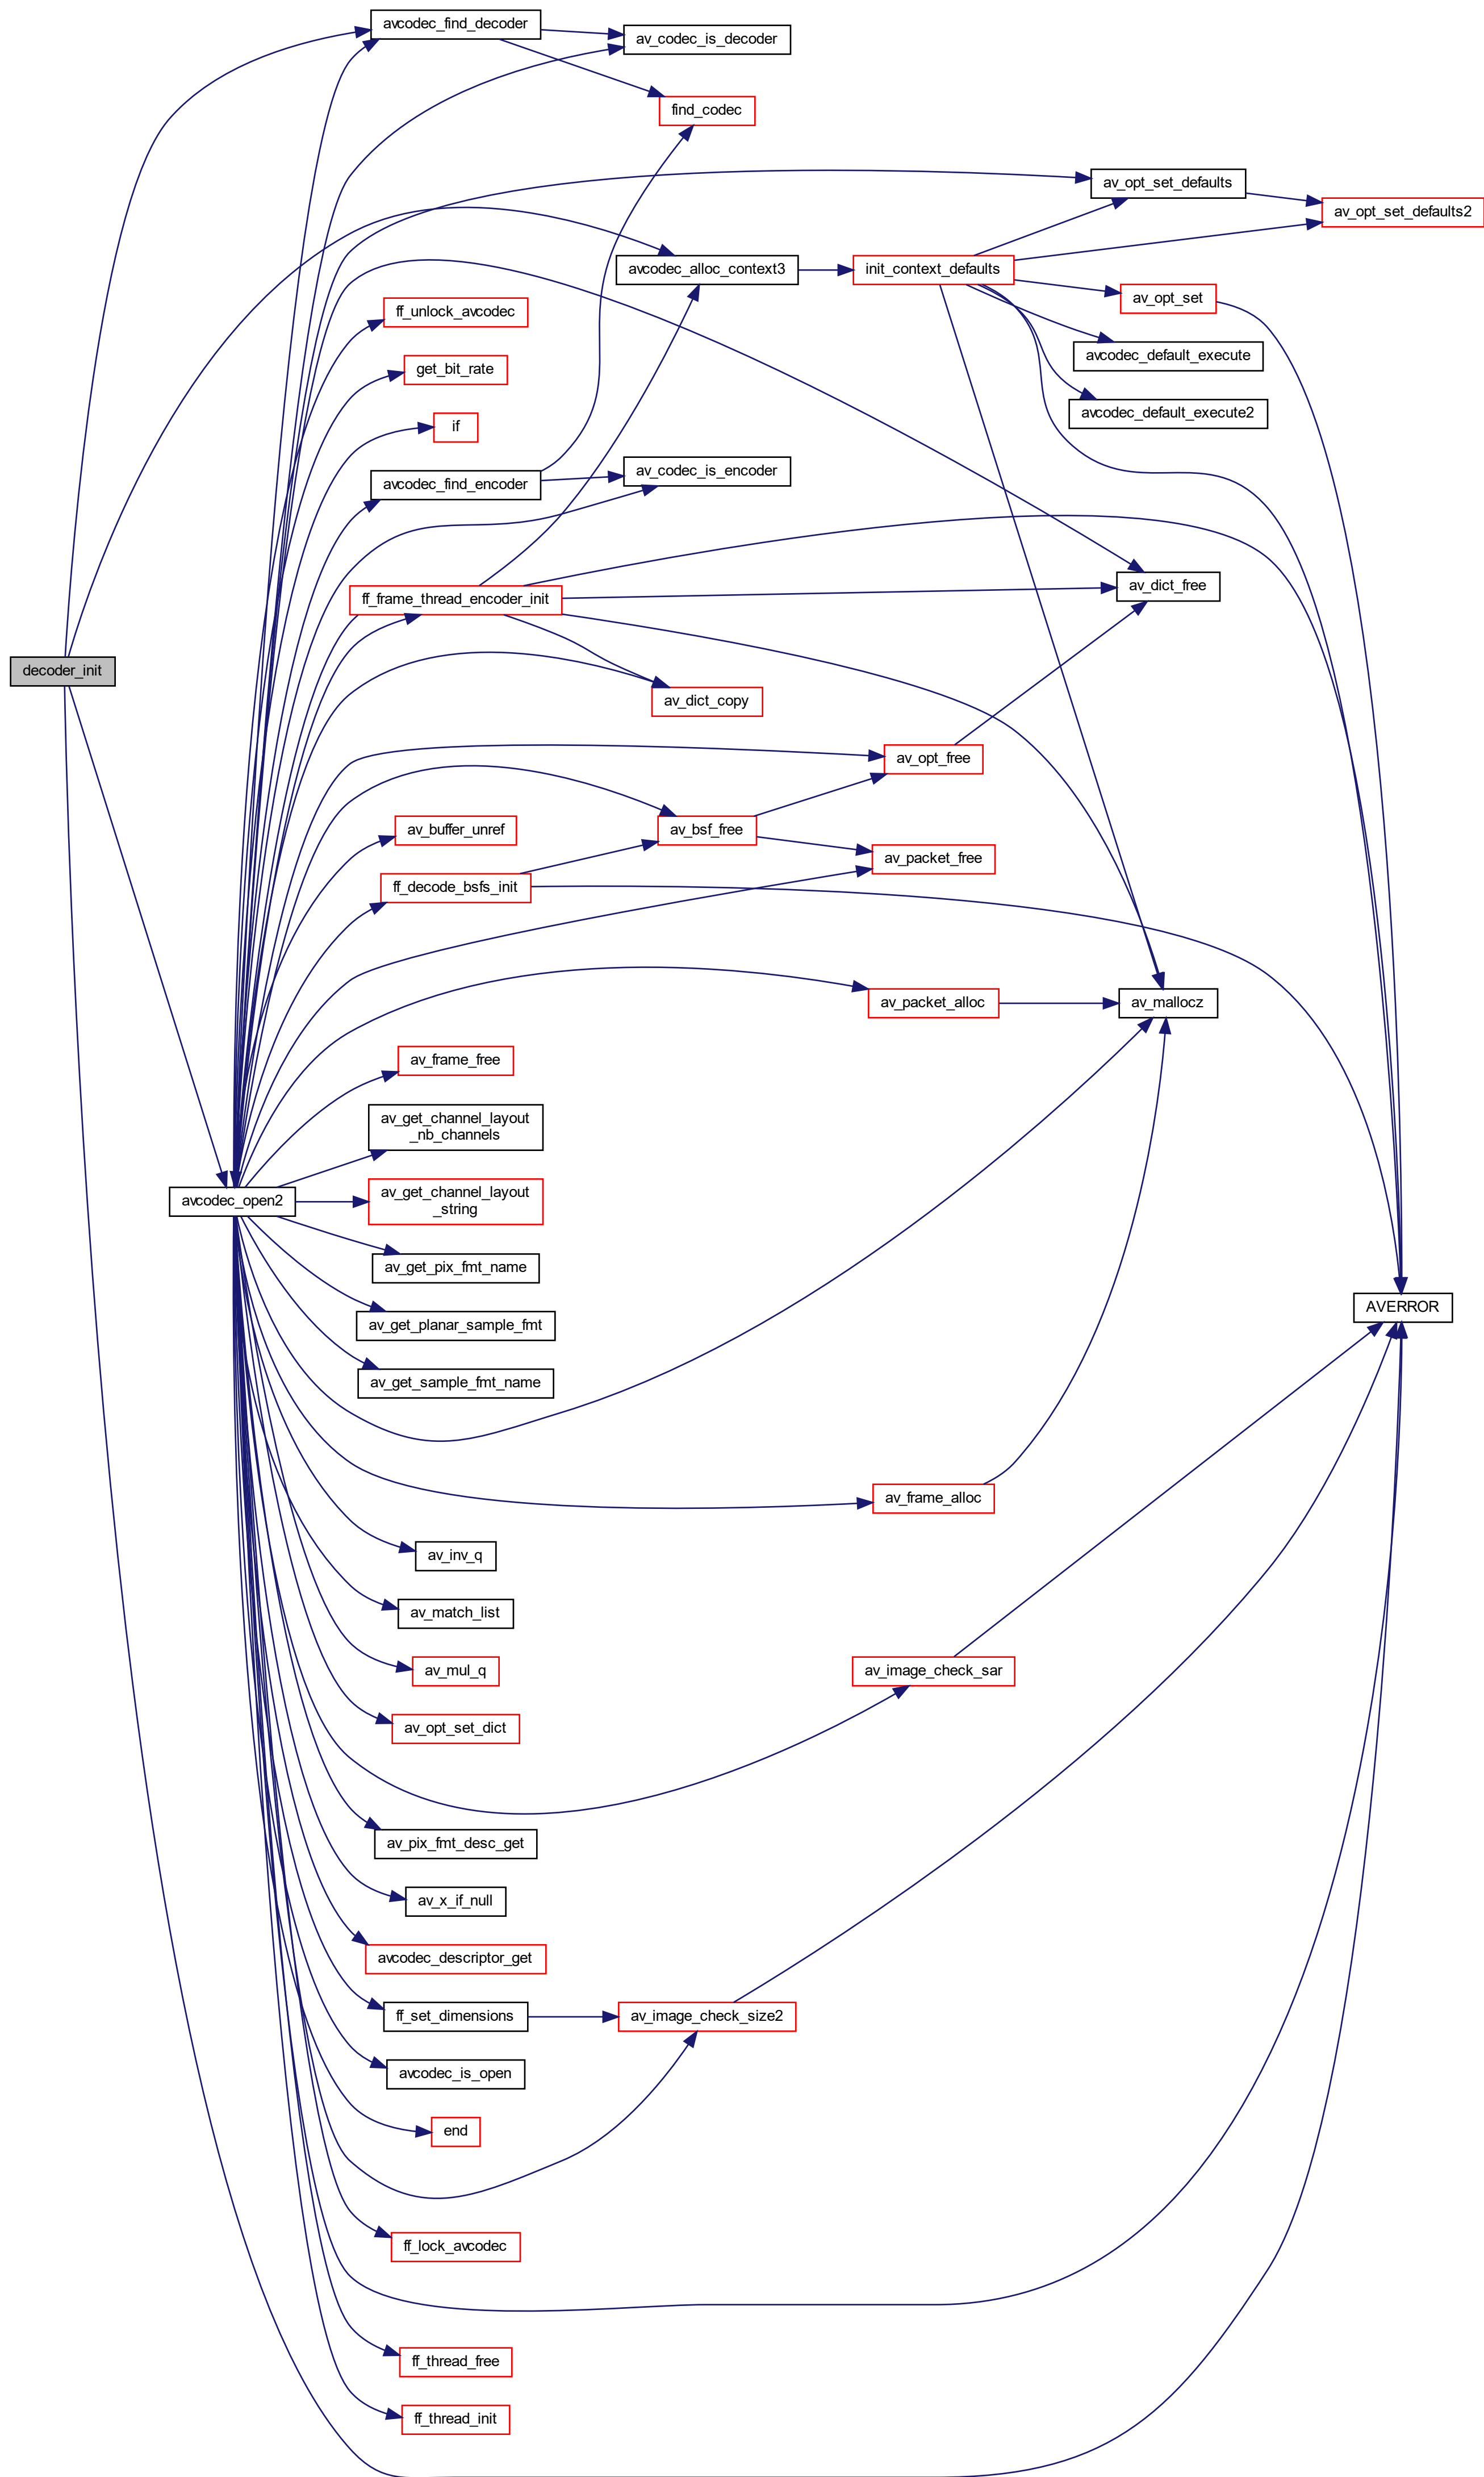 avcodec_find_decoder
av_codec_is_decoder
find_codec
av_opt_set_defaults
av_opt_set_defaults2
avcodec_alloc_context3
init_context_defaults
av_opt_set
ff_unlock_avcodec
avcodec_default_execute
get_bit_rate
avcodec_default_execute2
if
avcodec_find_encoder
av_codec_is_encoder
ff_frame_thread_encoder_init
av_dict_free
decoder_init
av_dict_copy
av_opt_free
av_buffer_unref
av_bsf_free
av_packet_free
ff_decode_bsfs_init
av_packet_alloc
av_mallocz
av_frame_free
av_get_channel_layout
_nb_channels
avcodec_open2
av_get_channel_layout
_string
av_get_pix_fmt_name
AVERROR
av_get_planar_sample_fmt
av_get_sample_fmt_name
av_frame_alloc
av_inv_q
av_match_list
av_mul_q
av_image_check_sar
av_opt_set_dict
av_pix_fmt_desc_get
av_x_if_null
avcodec_descriptor_get
ff_set_dimensions
av_image_check_size2
avcodec_is_open
end
ff_lock_avcodec
ff_thread_free
ff_thread_init